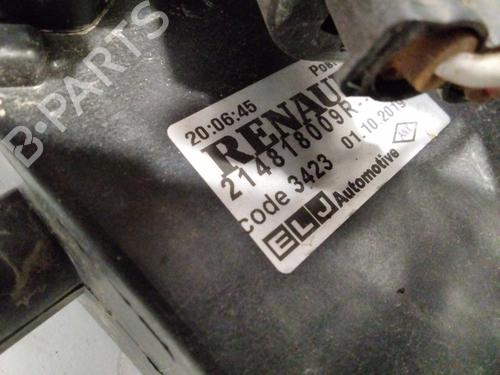 B-PARTS
20:06:45
RENAU
214818009R--
code 3423 01.10.2019
ELJ Automotive